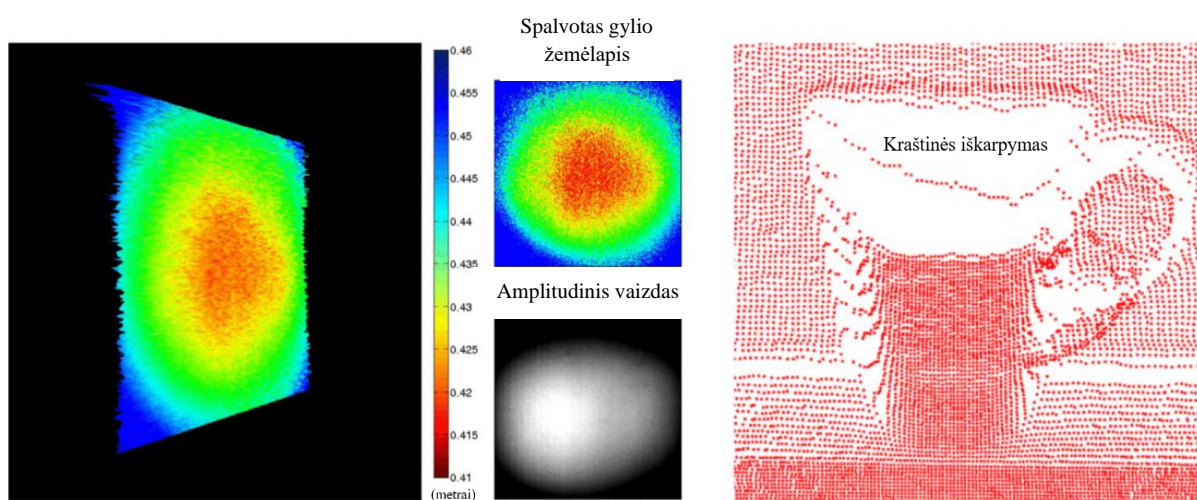 Spalvotas gylio
žemėlapis
0.46
0.455
0.45
0.445
0.44
0.435
0.43
0.425
0.42
0.415
0.41
(metrai)
Amplitudinis vaizdas
Kraštinės iškarpymas